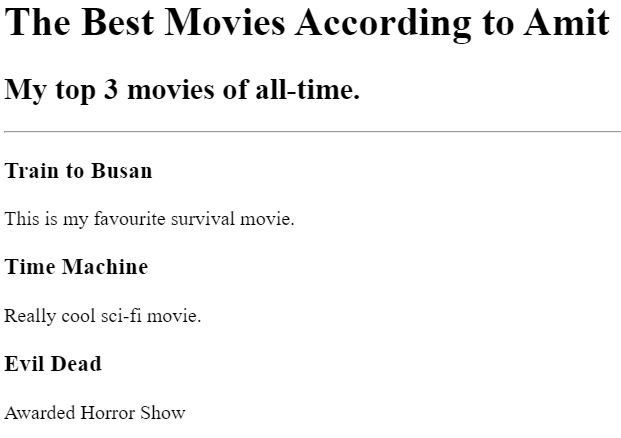 The Best Movies According to Amit
My top 3 movies of all-time.
Train to Busan
This is my favourite survival movie.
Time Machine
Really cool sci-fi movie.
Evil Dead
Awarded Horror Show